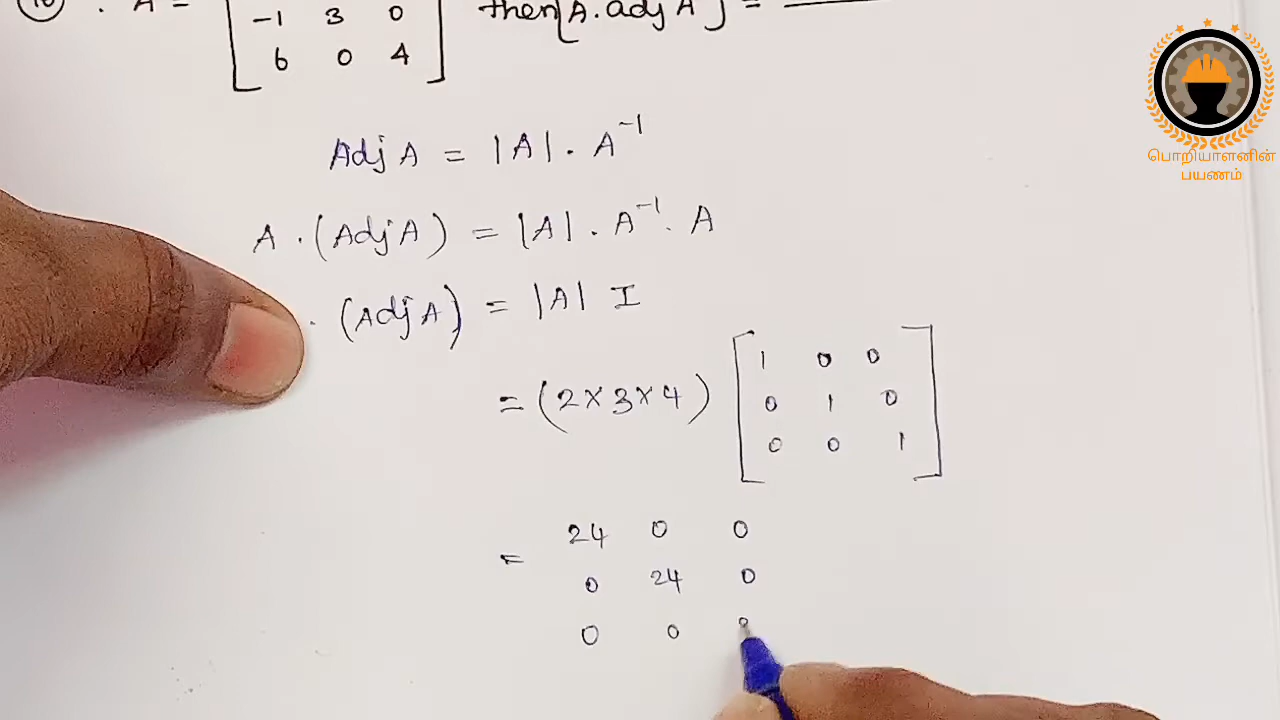 (16) . A =
-1 3 0 then [A. adj A] =
6 0 4
Adj A = |A| . A⁻¹
A . (Adj A) = |A| . A⁻¹ . A
. (Adj A) = |A| I
1 0 0
= (2 × 3 × 4) 0 1 0
0 0 1
24 0 0
= 0 24 0
0 0
பொறியாளனின்
பயணம்